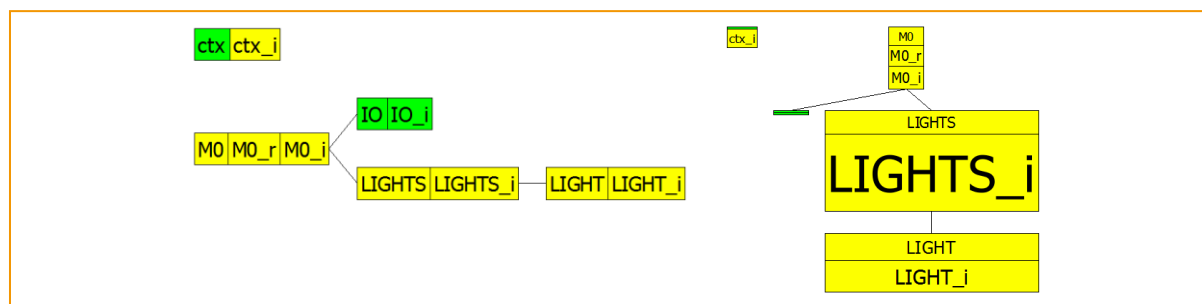 ctx ctx_i
IO IO_i
M0 M0_r M0_i
LIGHTS LIGHTS_i LIGHT LIGHT_i
ctx_i
M0
M0_r
M0_i
LIGHTS
LIGHTS_i
LIGHT
LIGHT_i